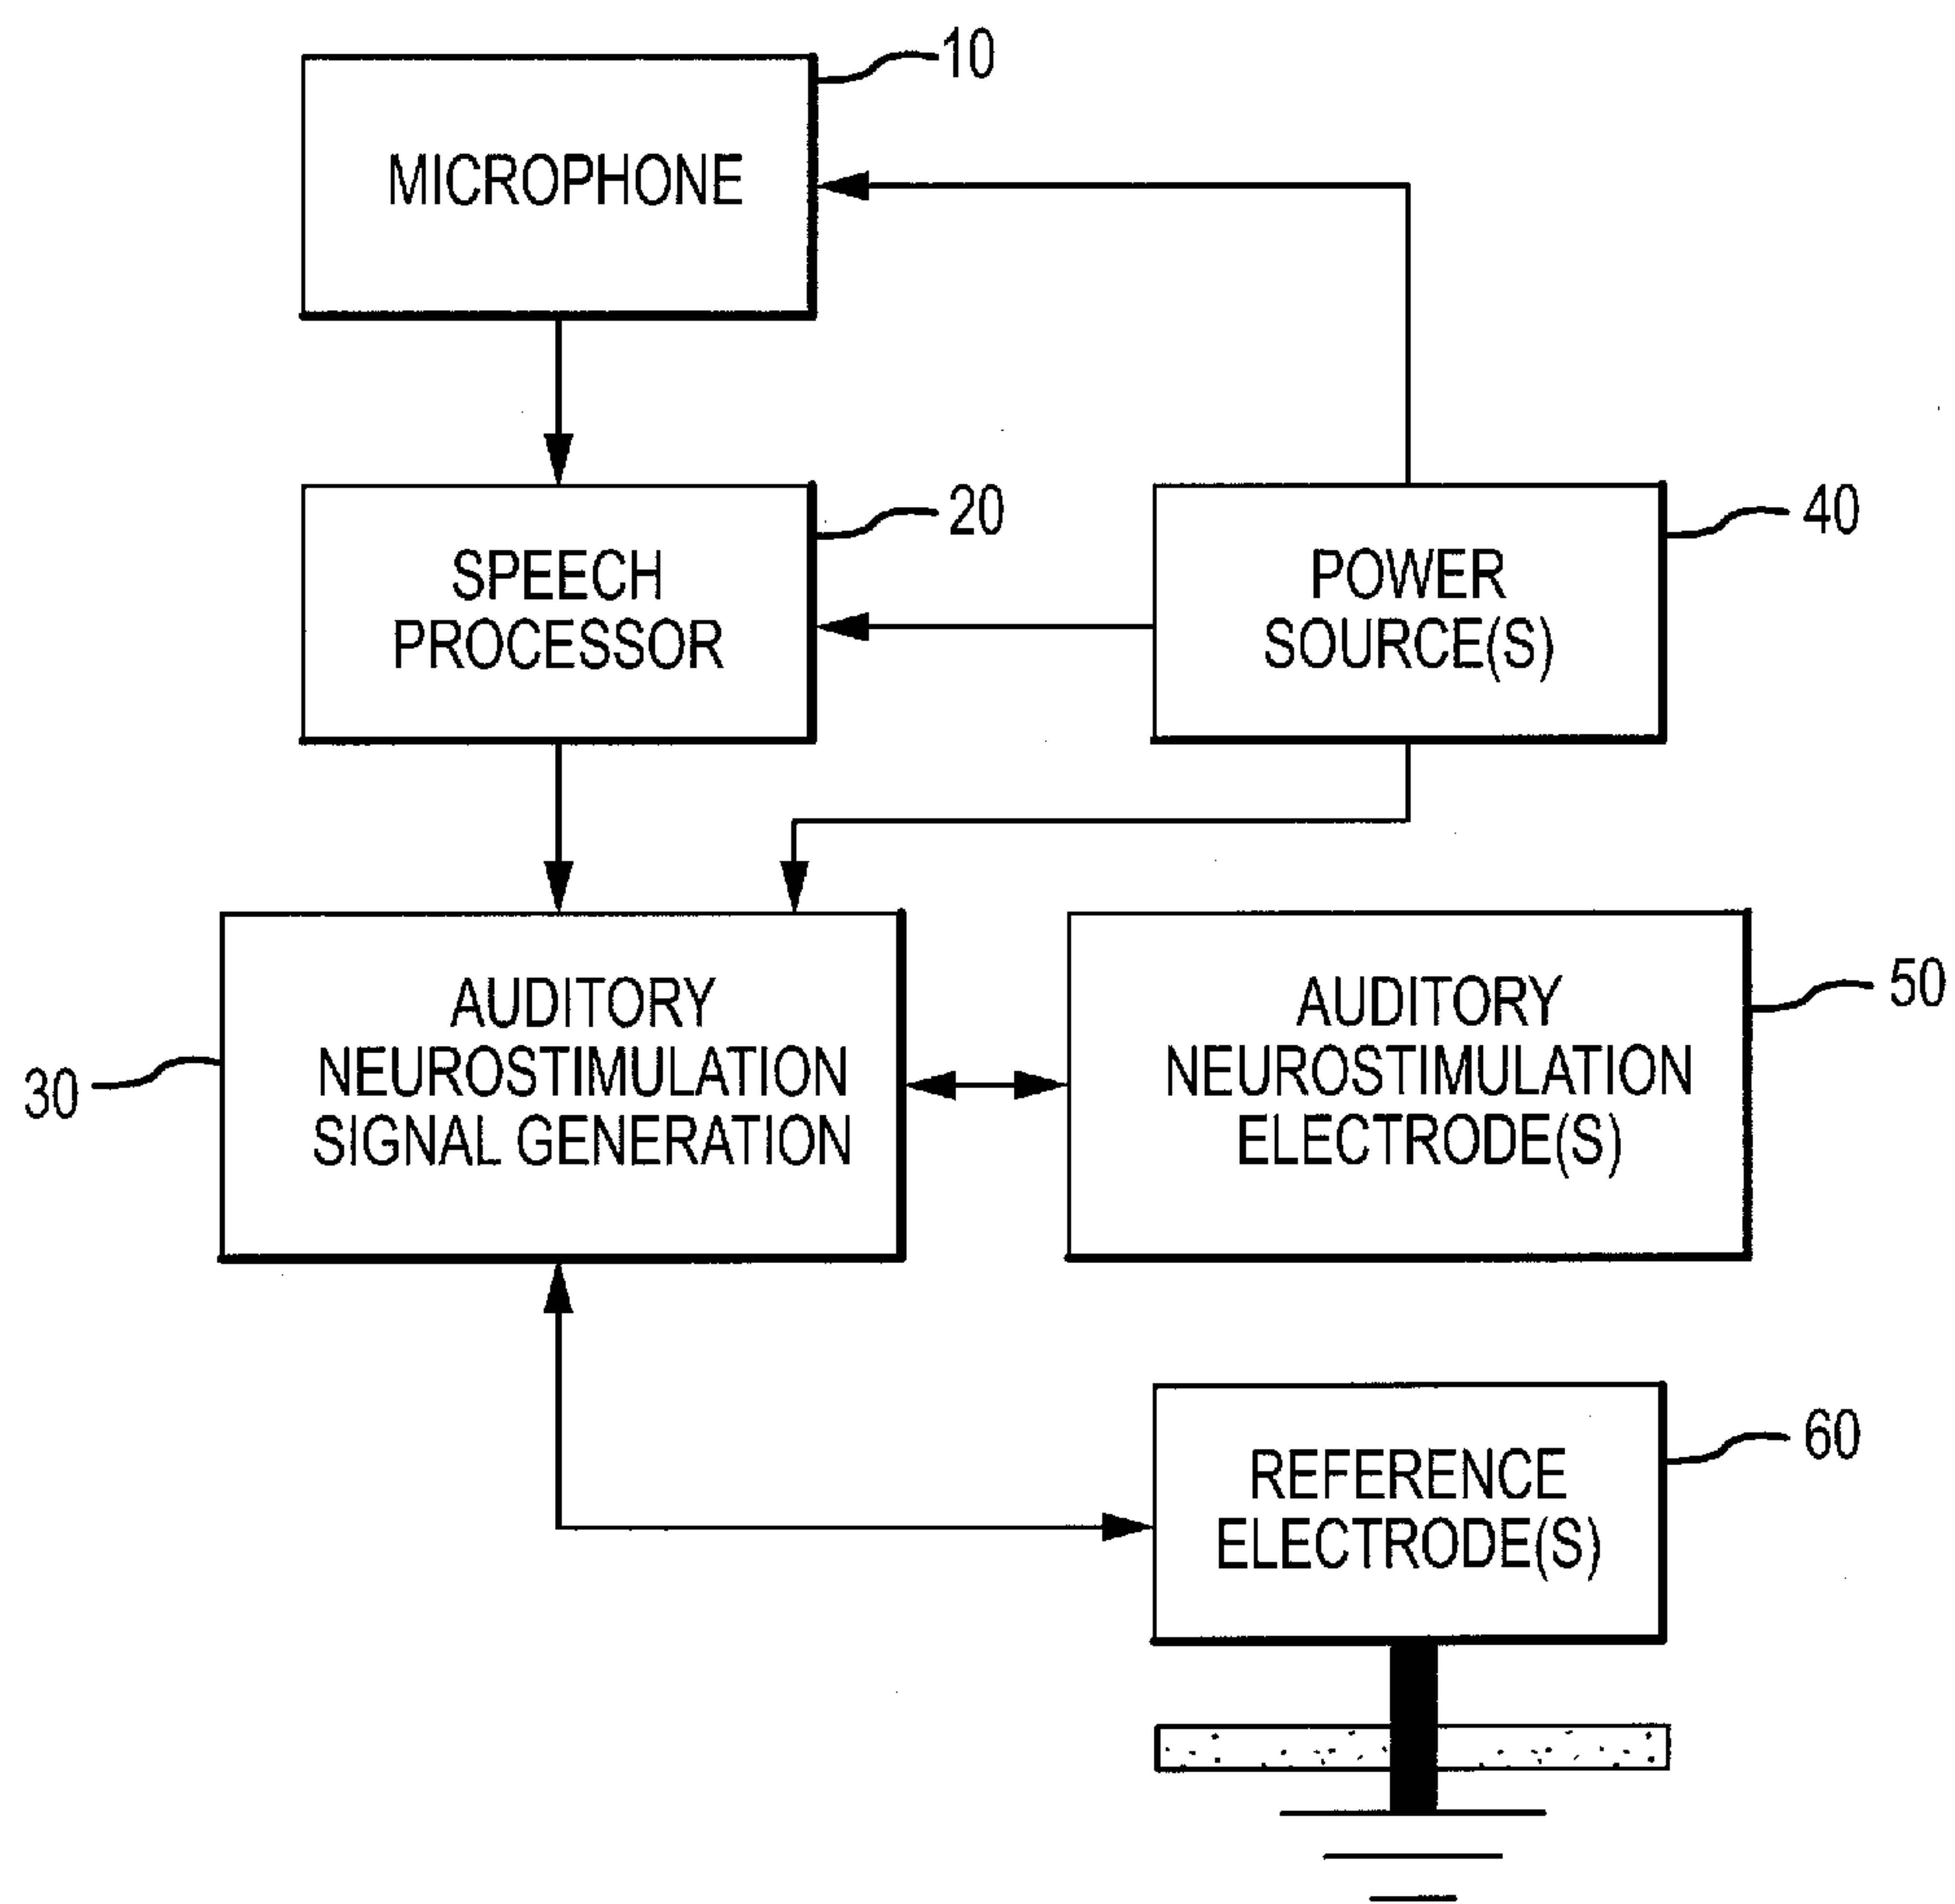 10
MICROPHONE
20
SPEECH
PROCESSOR
40
POWER
SOURCE(S)
30
AUDITORY
NEUROSTIMULATION
SIGNAL GENERATION
50
AUDITORY
NEUROSTIMULATION
ELECTRODE(S)
60
REFERENCE
ELECTRODE(S)